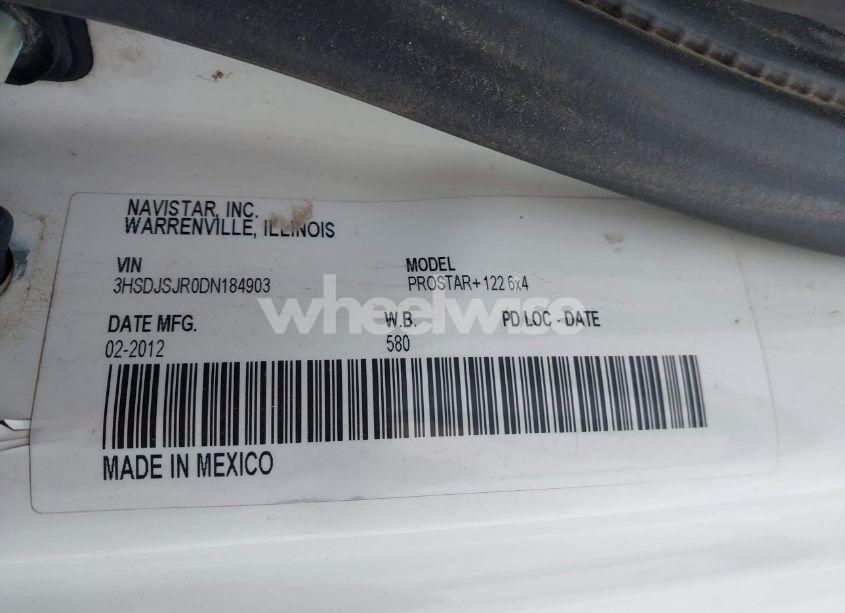 NAVISTAR, INC.
WARRENVILLE, ILLINOIS
VIN MODEL
3HSDJSJR0DN184903 PROSTAR+ 122 6x4
wheelwise
DATE MFG. W.B. PD LOC - DATE
02-2012 580
MADE IN MEXICO